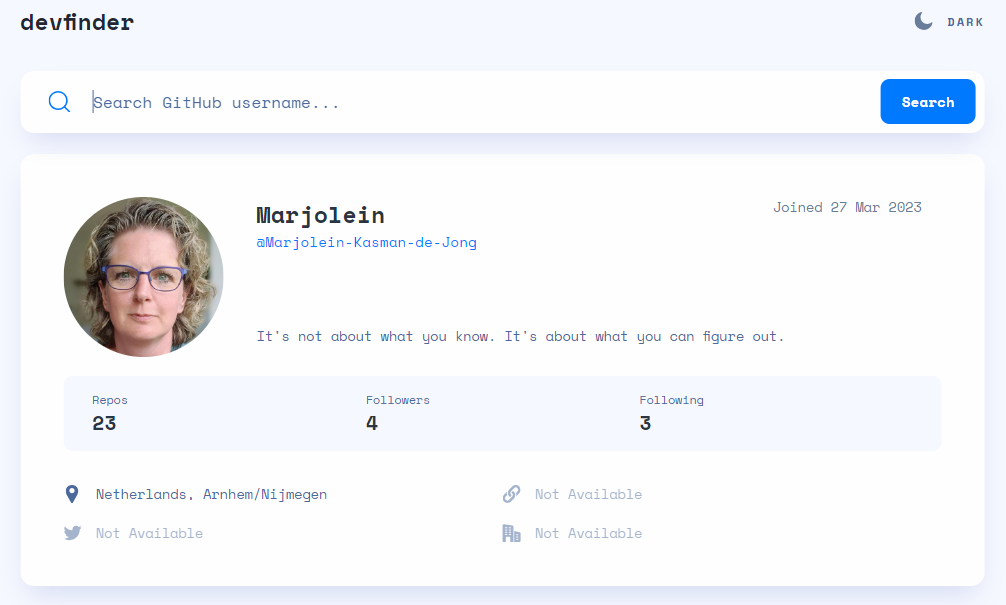 devfinder
DARK
Search GitHub username...
Search
Marjolein
Joined 27 Mar 2023
@Marjolein-Kasman-de-Jong
It's not about what you know. It's about what you can figure out.
Repos
Followers
Following
23
4
3
Netherlands, Arnhem/Nijmegen
Not Available
Not Available
Not Available